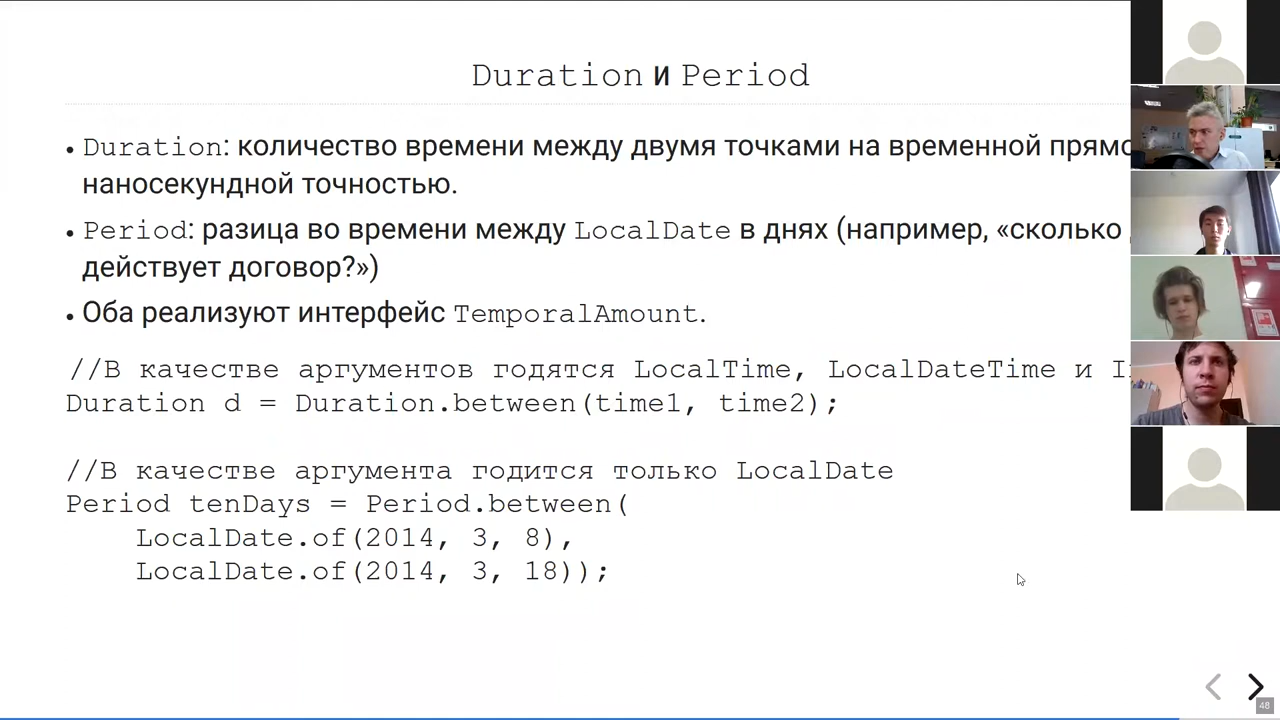 Duration и Period
• Duration: количество времени между двумя точками на временной
наносекундной точностью.
• Period: разица во времени между LocalDate в днях (например, «сколько
действует договор?»)
• Оба реализуют интерфейс TemporalAmount.
//В качестве аргументов годятся LocalTime, LocalDateTime и
Duration d = Duration.between(time1, time2);
//В качестве аргумента годится только LocalDate
Period tenDays = Period.between(
LocalDate.of(2014, 3, 8),
LocalDate.of(2014, 3, 18));
48